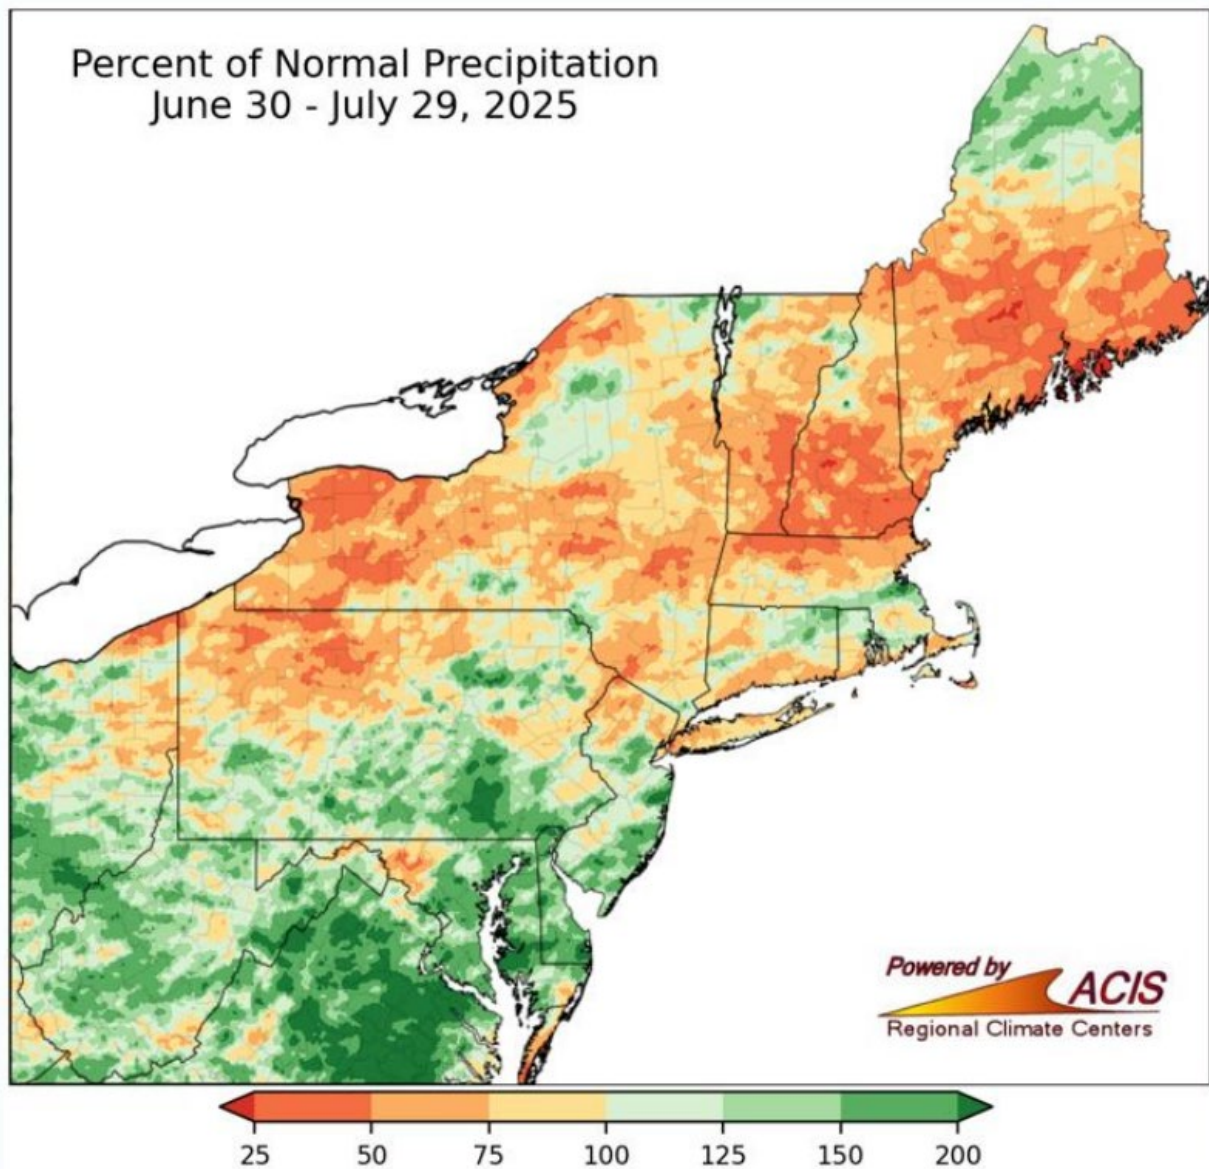 Percent of Normal Precipitation
June 30 - July 29, 2025
Powered by
ACIS
Regional Climate Centers
25 50 75 100 125 150 200